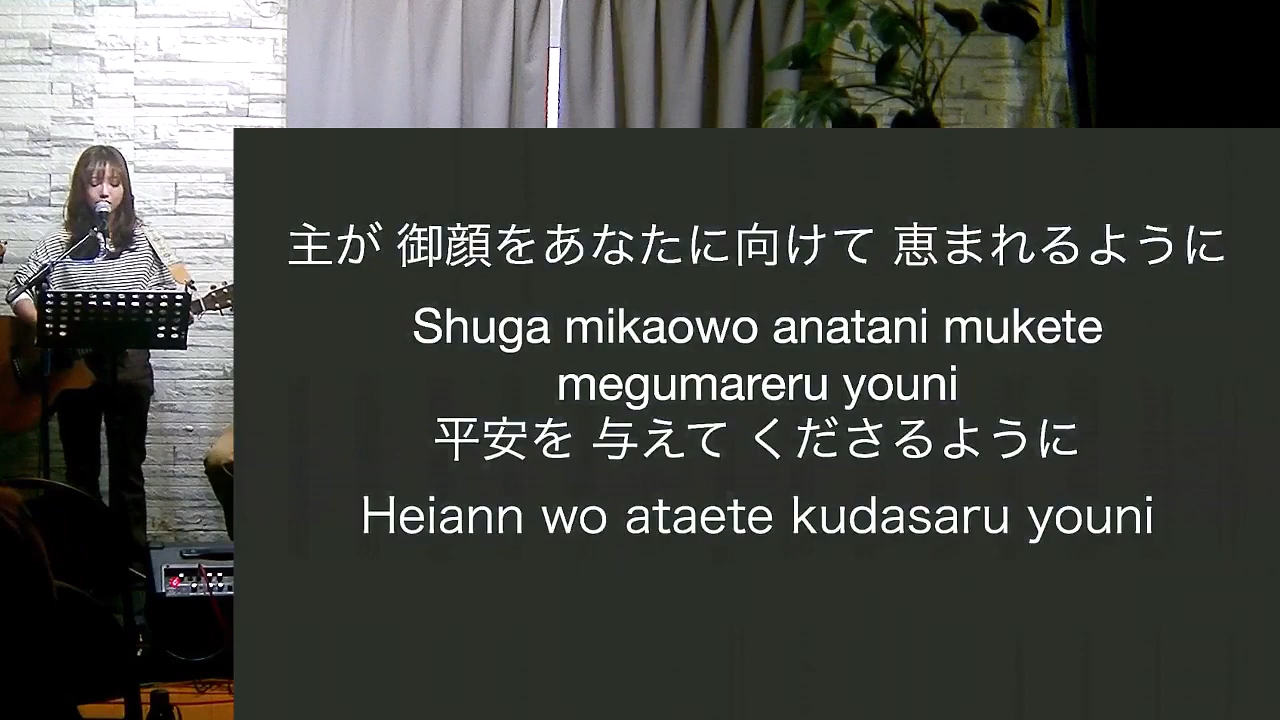 主が 御顔をあなたに向けて 恵まれるように
Shuga mikaowo anatani mukete
megumareru youni
平安を 与えて くださるように
Heiann wo ataete kudasaru youni